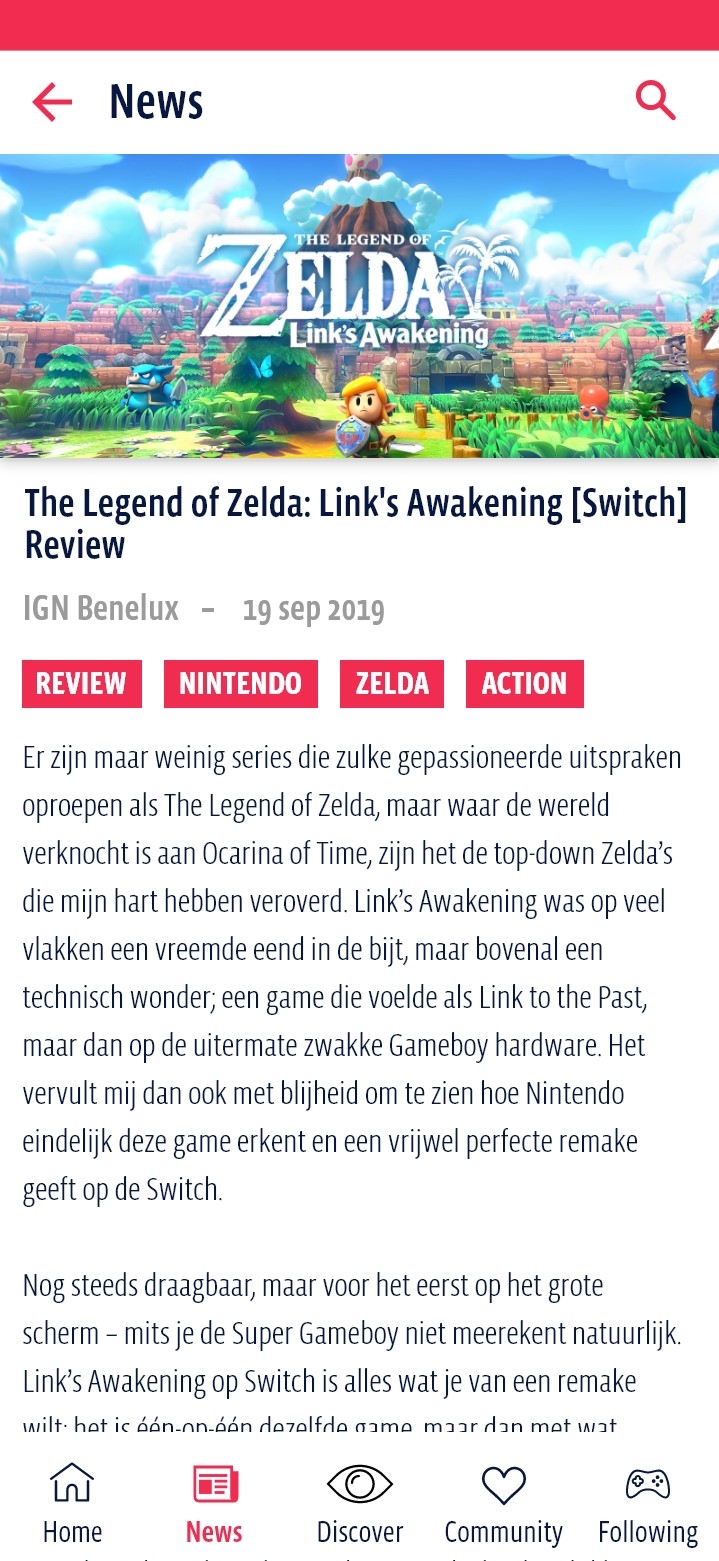 News
THE LEGEND OF
ZELDA
Link's Awakening
The Legend of Zelda: Link's Awakening [Switch]
Review
IGN Benelux – 19 sep 2019
REVIEW NINTENDO ZELDA ACTION
Er zijn maar weinig series die zulke gepassioneerde uitspraken
oproepen als The Legend of Zelda, maar waar de wereld
verknocht is aan Ocarina of Time, zijn het de top-down Zelda’s
die mijn hart hebben veroverd. Link’s Awakening was op veel
vlakken een vreemde eend in de bijt, maar bovenal een
technisch wonder; een game die voelde als Link to the Past,
maar dan op de uitermate zwakke Gameboy hardware. Het
vervult mij dan ook met blijheid om te zien hoe Nintendo
eindelijk deze game erkent en een vrijwel perfecte remake
geeft op de Switch.
Nog steeds draagbaar, maar voor het eerst op het grote
scherm – mits je de Super Gameboy niet meerekent natuurlijk.
Link’s Awakening op Switch is alles wat je van een remake
wilt: het is één-op-één dezelfde game, maar dan met wat
Home News Discover Community Following